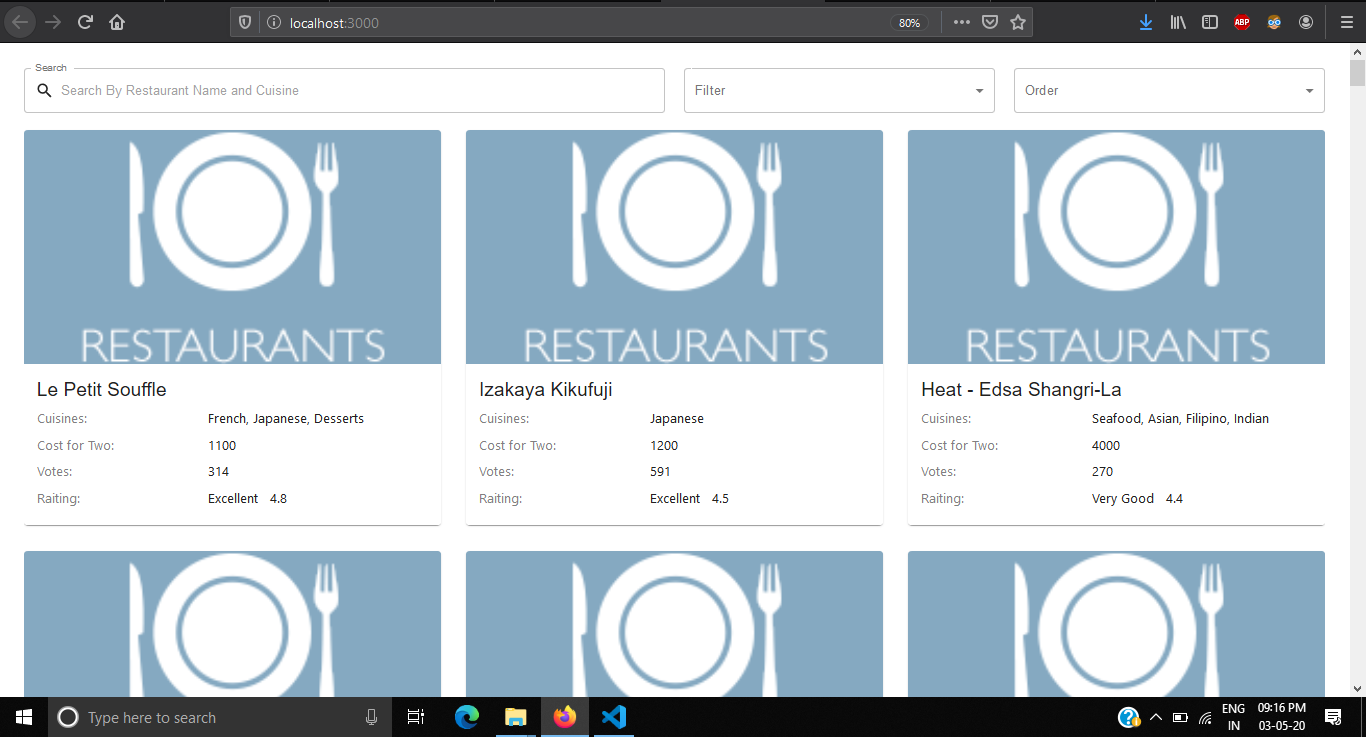 localhost:3000
80%
ABP
Search
Search By Restaurant Name and Cuisine
Filter
Order
RESTAURANTS
RESTAURANTS
RESTAURANTS
Le Petit Souffle
Cuisines: French, Japanese, Desserts
Cost for Two: 1100
Votes: 314
Raiting: Excellent 4.8
Izakaya Kikufuji
Cuisines: Japanese
Cost for Two: 1200
Votes: 591
Raiting: Excellent 4.5
Heat - Edsa Shangri-La
Cuisines: Seafood, Asian, Filipino, Indian
Cost for Two: 4000
Votes: 270
Raiting: Very Good 4.4
Type here to search
ENG
IN
09:16 PM
03-05-20